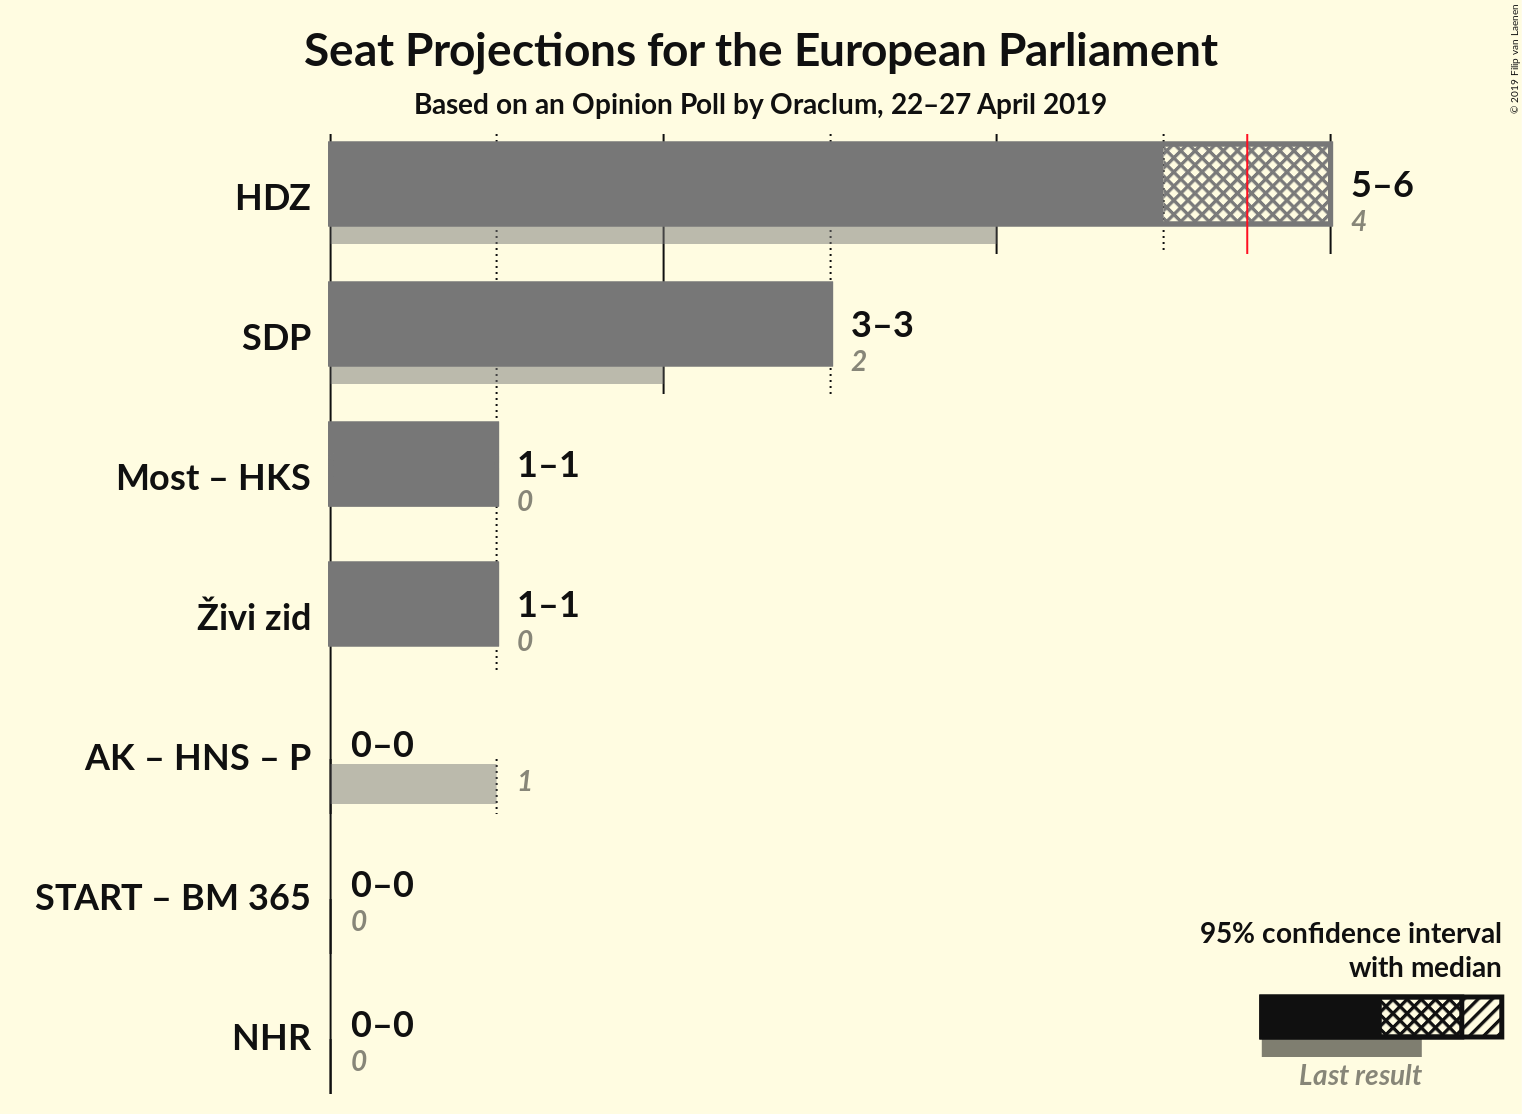 Seat Projections for the European Parliament
Based on an Opinion Poll by Oraclum, 22–27 April 2019
© 2019 Filip van Laenen
HDZ
5–6
4
SDP
3–3
2
Most – HKS
1–1
0
Živi zid
1–1
0
AK – HNS – P
0–0
1
START – BM 365
0–0
0
NHR
0–0
0
95% confidence interval
with median
Last result